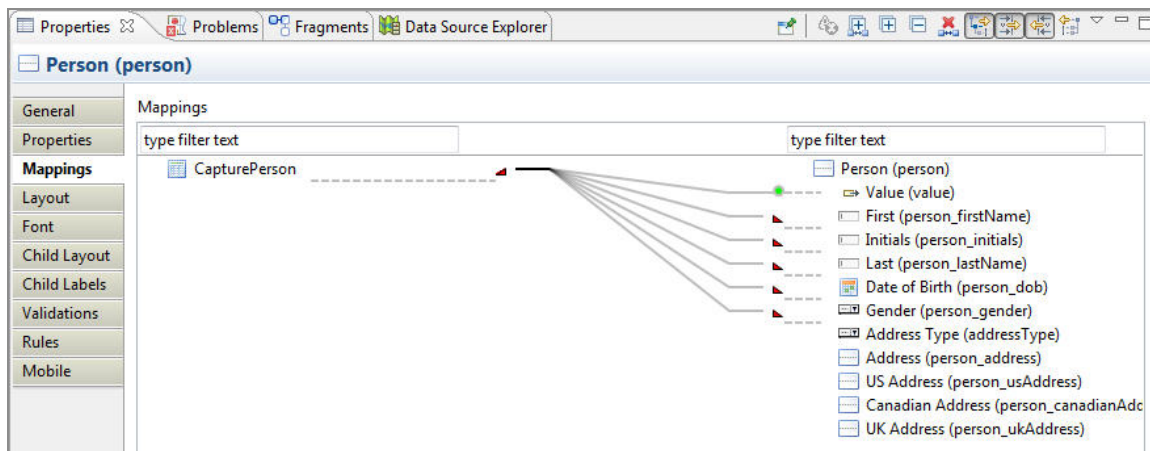 Properties Problems Fragments Data Source Explorer
Person (person)
General
Properties
Mappings
Layout
Font
Child Layout
Child Labels
Validations
Rules
Mobile
Mappings
type filter text type filter text
CapturePerson
Person (person)
Value (value)
First (person_firstName)
Initials (person_initials)
Last (person_lastName)
Date of Birth (person_dob)
Gender (person_gender)
Address Type (addressType)
Address (person_address)
US Address (person_usAddress)
Canadian Address (person_canadianAdc
UK Address (person_ukAddress)